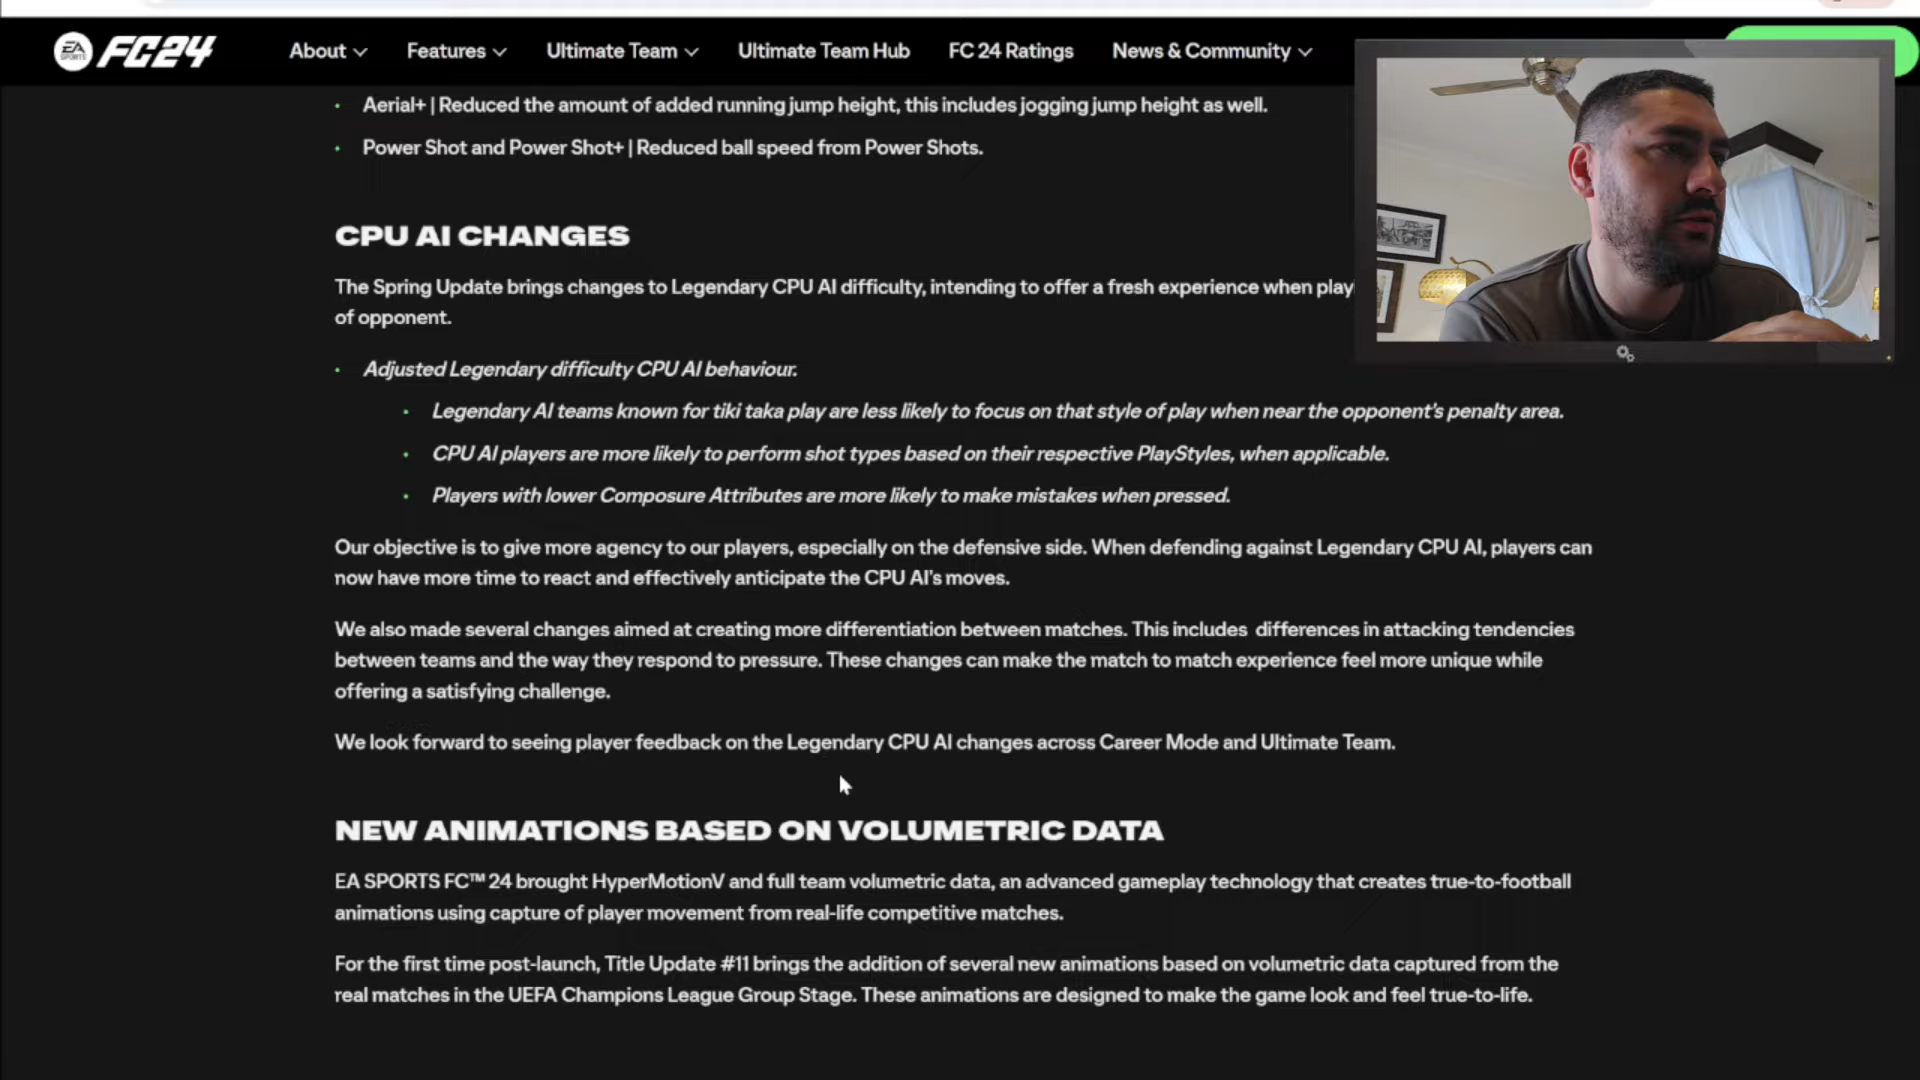 EA SPORTS FC24
About
Features
Ultimate Team
Ultimate Team Hub
FC 24 Ratings
News & Community
Aerial+ | Reduced the amount of added running jump height, this includes jogging jump height as well.
Power Shot and Power Shot+ | Reduced ball speed from Power Shots.
CPU AI CHANGES
The Spring Update brings changes to Legendary CPU AI difficulty, intending to offer a fresh experience when
of opponent.
Adjusted Legendary difficulty CPU AI behaviour.
Legendary AI teams known for tiki taka play are less likely to focus on that style of play when near the opponent's penalty area.
CPU AI players are more likely to perform shot types based on their respective PlayStyles, when applicable.
Players with lower Composure Attributes are more likely to make mistakes when pressed.
Our objective is to give more agency to our players, especially on the defensive side. When defending against Legendary CPU AI, players can
now have more time to react and effectively anticipate the CPU AI's moves.
We also made several changes aimed at creating more differentiation between matches. This includes differences in attacking tendencies
between teams and the way they respond to pressure. These changes can make the match to match experience feel more unique while
offering a satisfying challenge.
We look forward to seeing player feedback on the Legendary CPU AI changes across Career Mode and Ultimate Team.
NEW ANIMATIONS BASED ON VOLUMETRIC DATA
EA SPORTS FC™ 24 brought HyperMotionV and full team volumetric data, an advanced gameplay technology that creates true-to-football
animations using capture of player movement from real-life competitive matches.
For the first time post-launch, Title Update #11 brings the addition of several new animations based on volumetric data captured from the
real matches in the UEFA Champions League Group Stage. These animations are designed to make the game look and feel true-to-life.